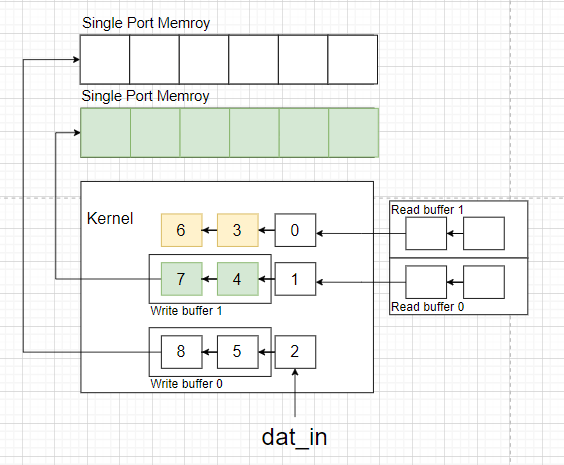 Single Port Memroy
Single Port Memroy
Kernel
6 3 0
Read buffer 1
7 4 1
Write buffer 1
Read buffer 0
8 5 2
Write buffer 0
dat_in